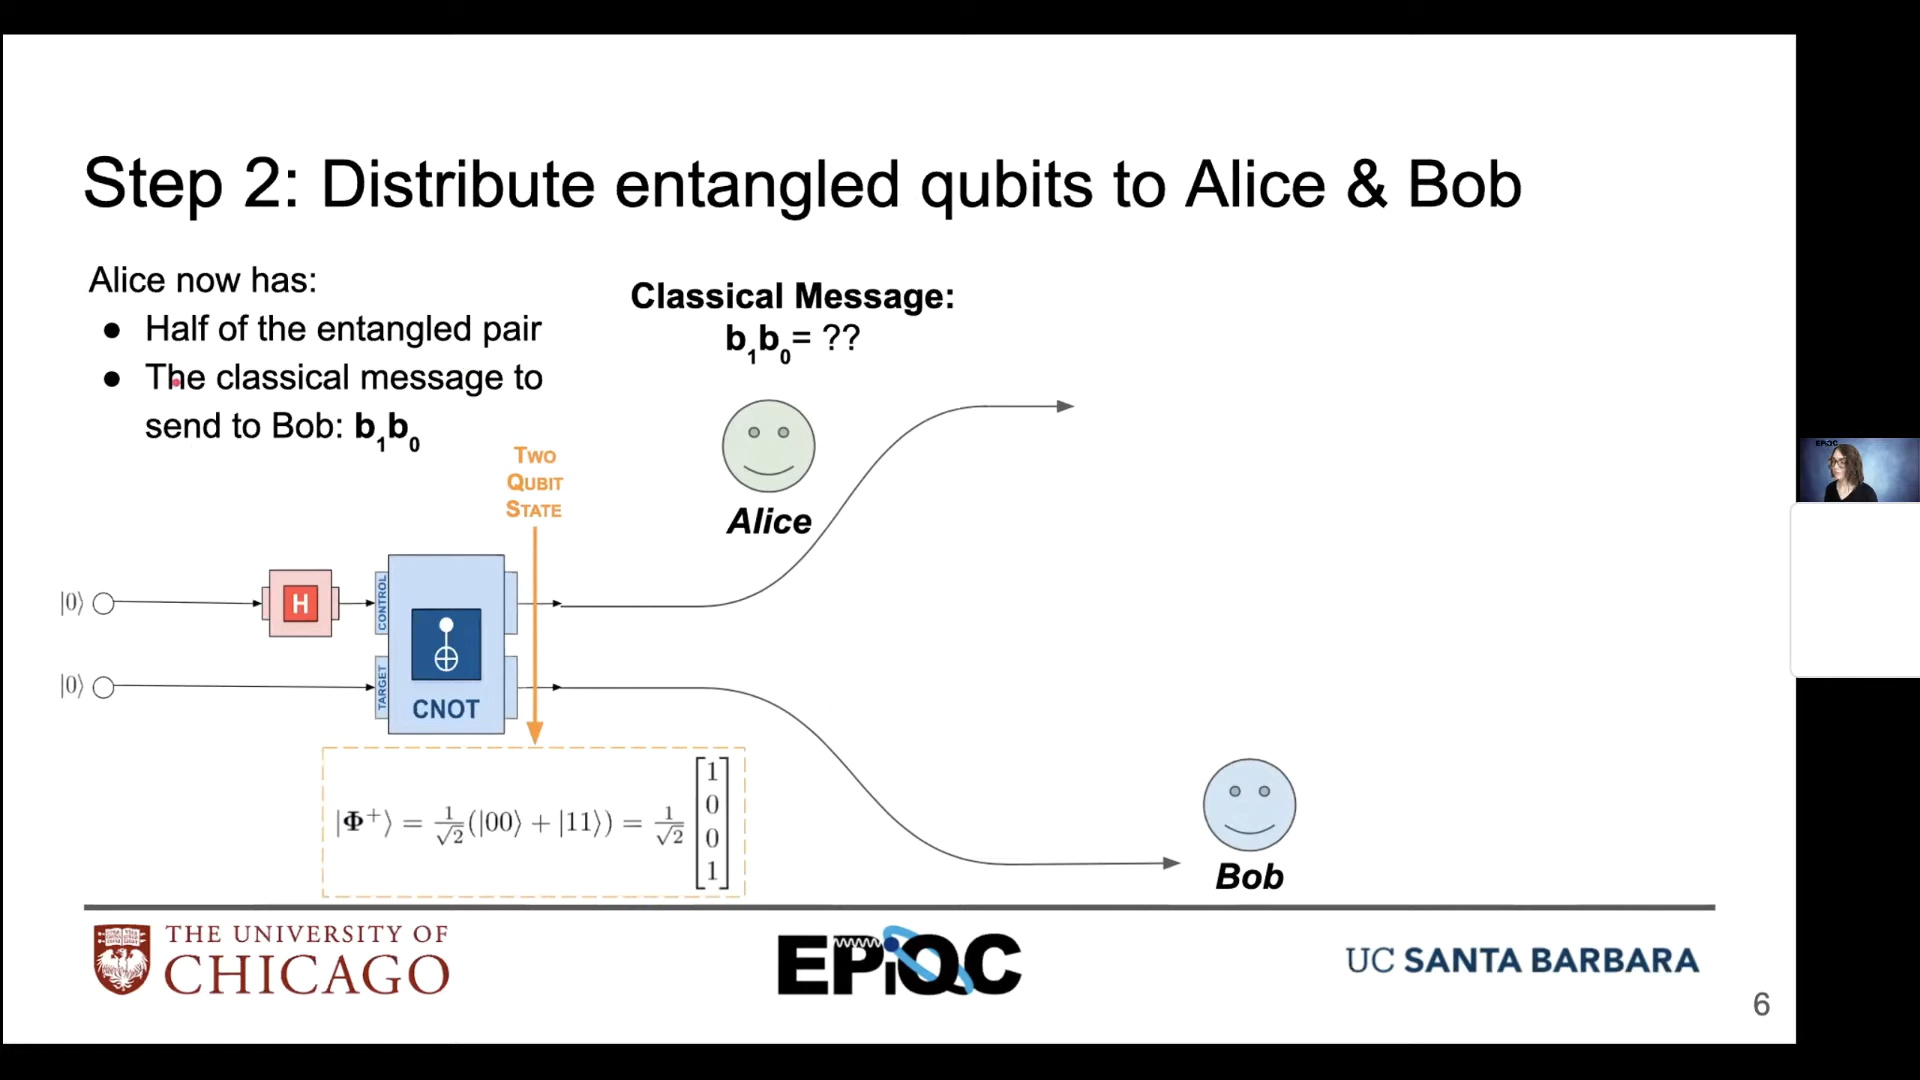 Step 2: Distribute entangled qubits to Alice & Bob
Alice now has:
● Half of the entangled pair
● The classical message to
send to Bob: b₁b₀
Classical Message:
b₁b₀= ??
Alice
TWO
QUBIT
STATE
|0⟩
H
CONTROL
|0⟩
TARGET
CNOT
|Φ⁺⟩ = 1/√2(|00⟩ + |11⟩) = 1/√2 [1 0 0 1]
Bob
THE UNIVERSITY OF
CHICAGO
EPiQC
UC SANTA BARBARA
6
EPiQC